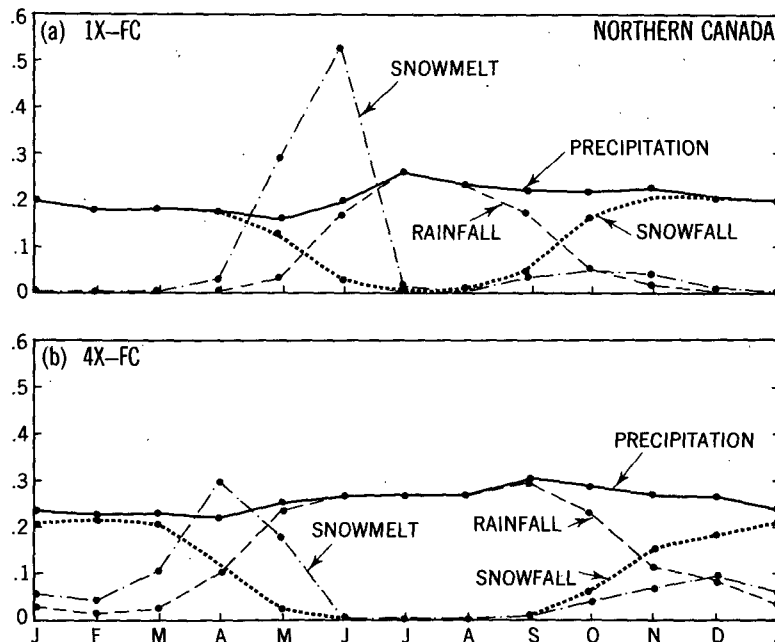 (a) 1X–FC
NORTHERN CANADA
.6
.5
.4
.3
.2
.1
0
SNOWMELT
PRECIPITATION
RAINFALL
SNOWFALL
J F M A M J J A S O N D
(b) 4X–FC
.6
.5
.4
.3
.2
.1
0
PRECIPITATION
SNOWMELT
RAINFALL
SNOWFALL
J F M A M J J A S O N D